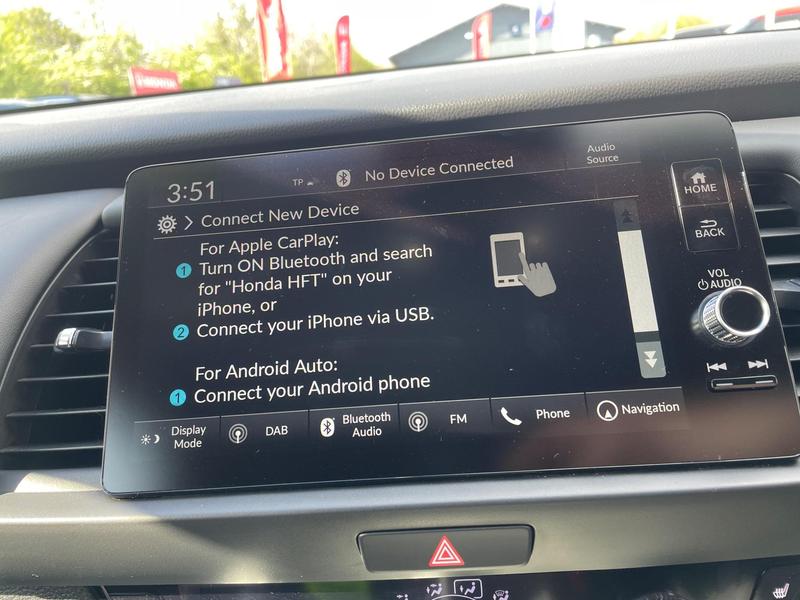 3:51
TP
No Device Connected
Audio
Source
HOME
Connect New Device
BACK
For Apple CarPlay:
1 Turn ON Bluetooth and search
for "Honda HFT" on your
iPhone, or
2 Connect your iPhone via USB.
VOL
AUDIO
For Android Auto:
1 Connect your Android phone
Display
Mode
DAB
Bluetooth
Audio
FM
Phone
Navigation